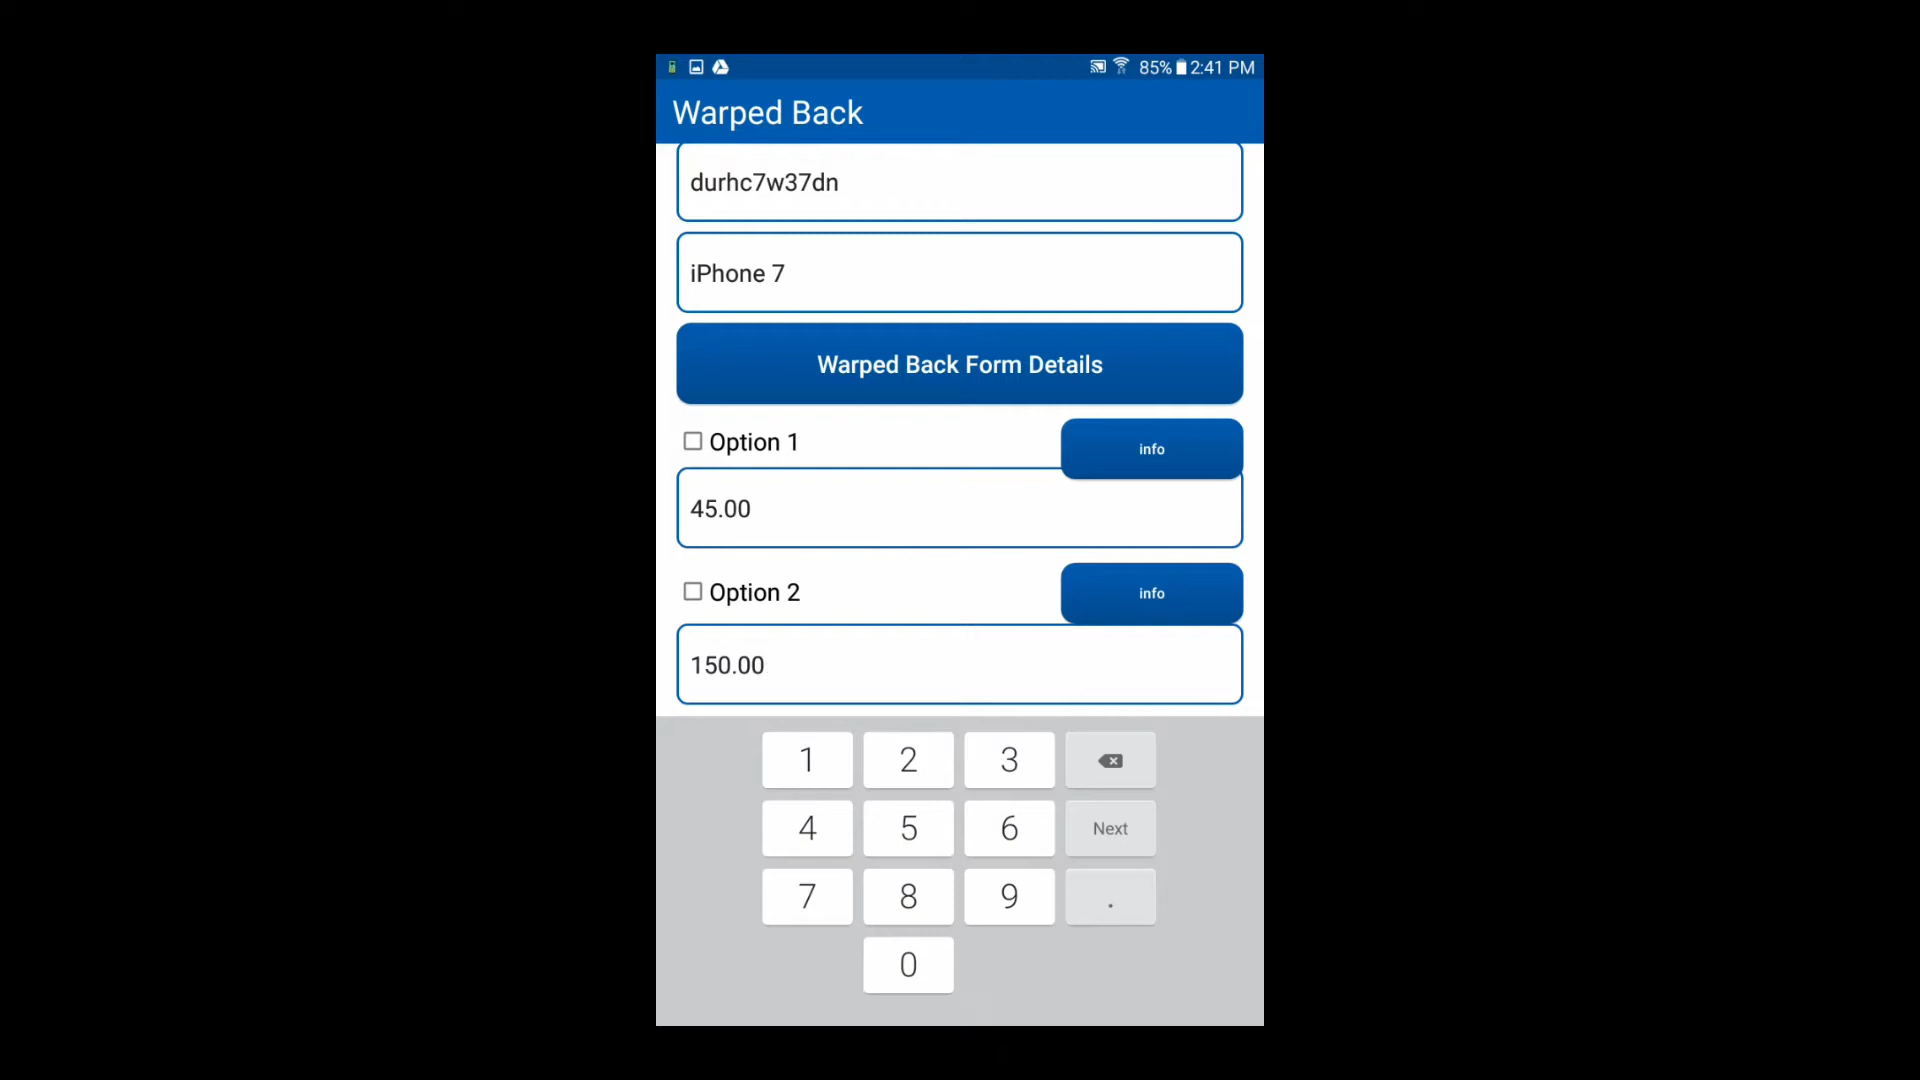 85% 2:41 PM
Warped Back
durhc7w37dn
iPhone 7
Warped Back Form Details
Option 1
info
45.00
Option 2
info
150.00
1 2 3
4 5 6 Next
7 8 9 .
0